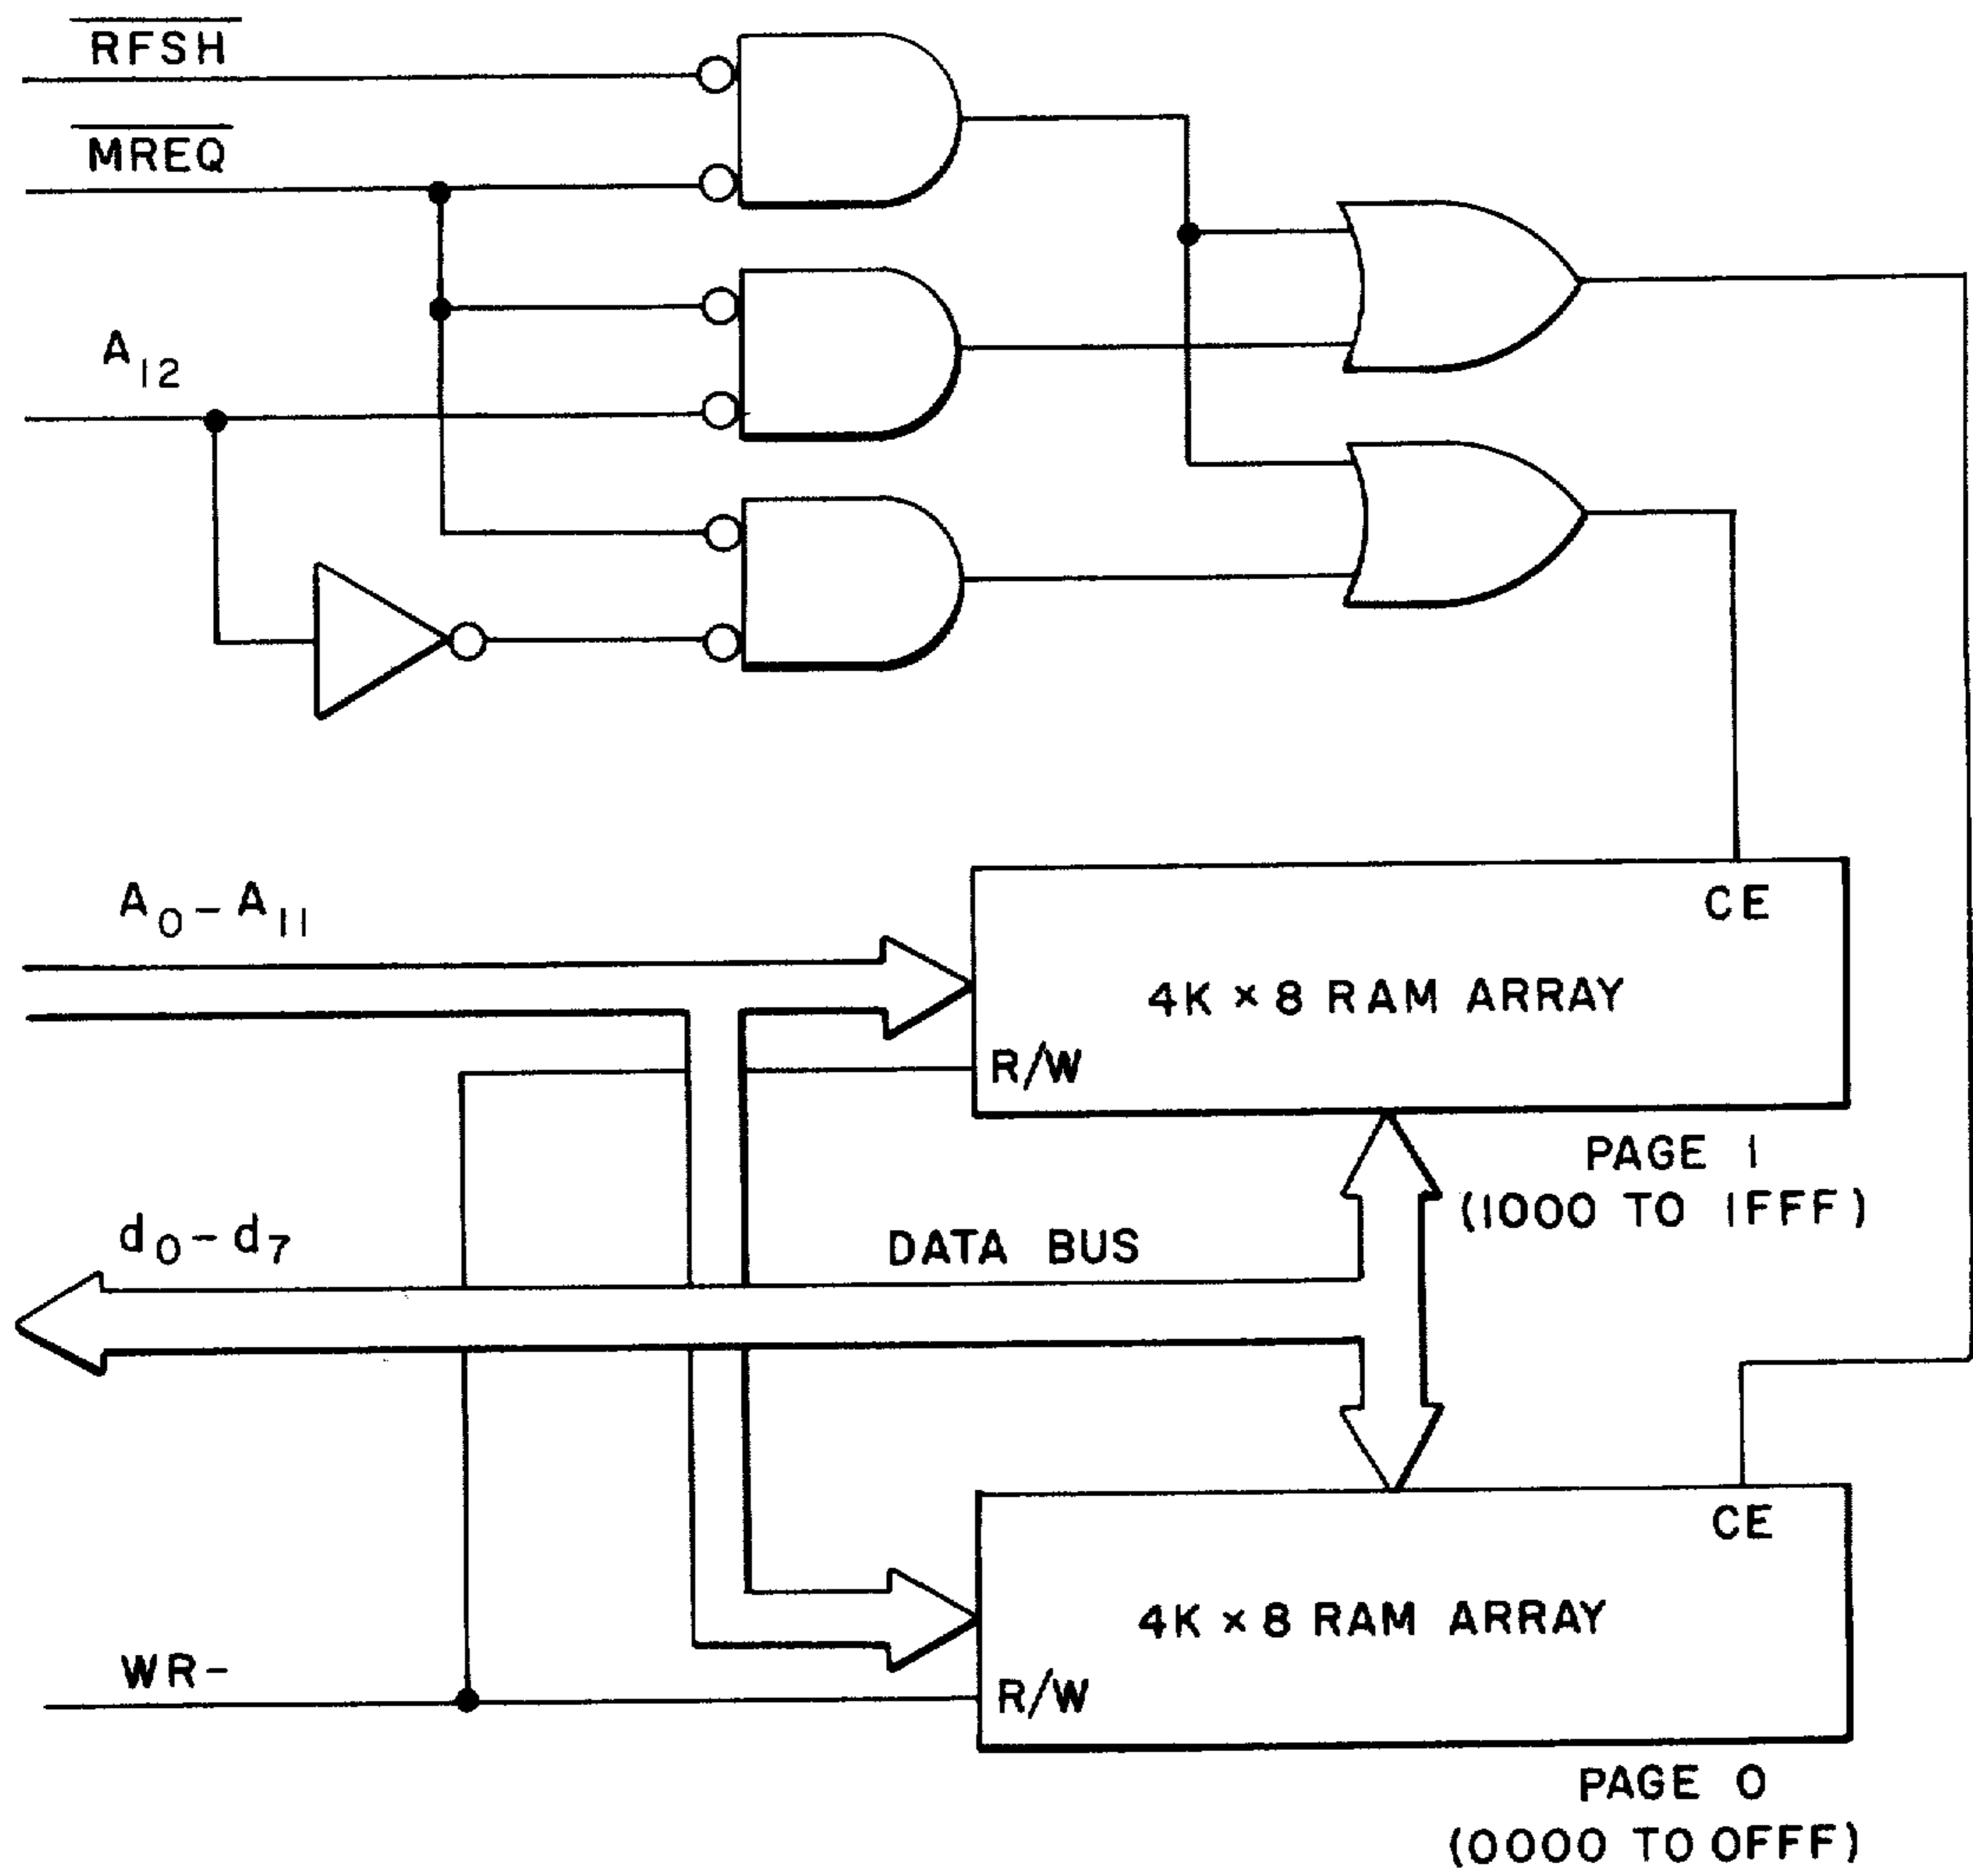 RFSH
MREQ
A12
A0-A11
CE
4K × 8 RAM ARRAY
R/W
PAGE 1
(1000 TO 1FFF)
d0-d7
DATA BUS
CE
4K × 8 RAM ARRAY
WR-
R/W
PAGE 0
(0000 TO 0FFF)